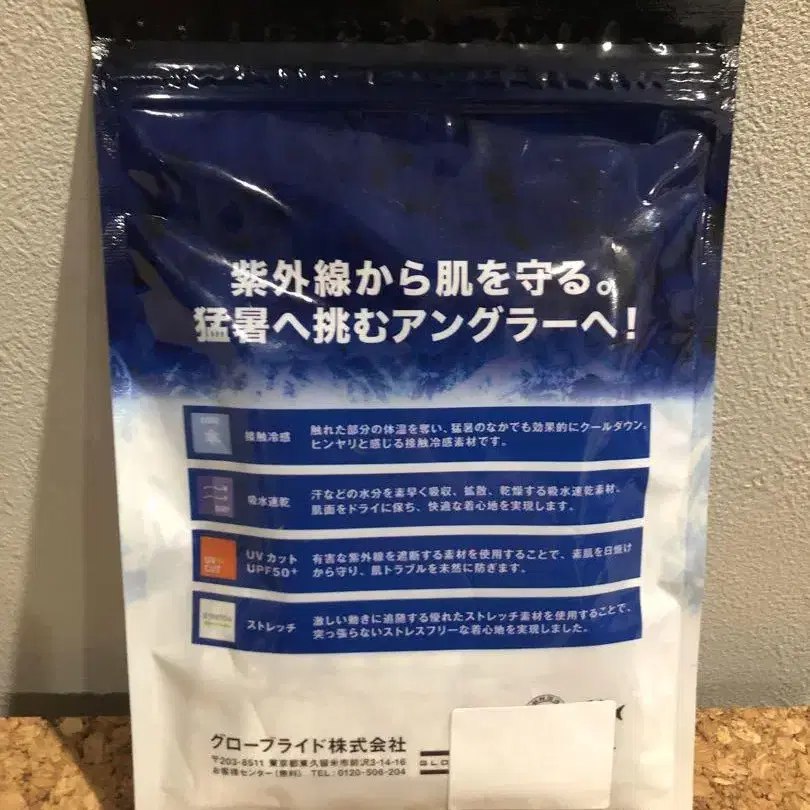 紫外線から肌を守る。
猛暑へ挑むアングラーへ!
接触冷感
触れた部分の体温を奪い、猛暑のなかでも効果的にクールダウン。
ヒンヤリと感じる接触冷感素材です。
吸水速乾
汗などの水分を素早く吸収、拡散、乾燥する吸水速乾素材。
肌面をドライに保ち、快適な着心地を実現します。
UV CUT
UVカット
UPF50+
有害な紫外線を遮断する素材を使用することで、素肌を日焼け
から守り、肌トラブルを未然に防ぎます。
ストレッチ
激しい動きに追随する優れたストレッチ素材を使用することで、
突っ張らないストレスフリーな着心地を実現しました。
グローブライド株式会社
〒203-8511 東京都東久留米市前沢3-14-16
お客様センター(無料) TEL:0120-506-204